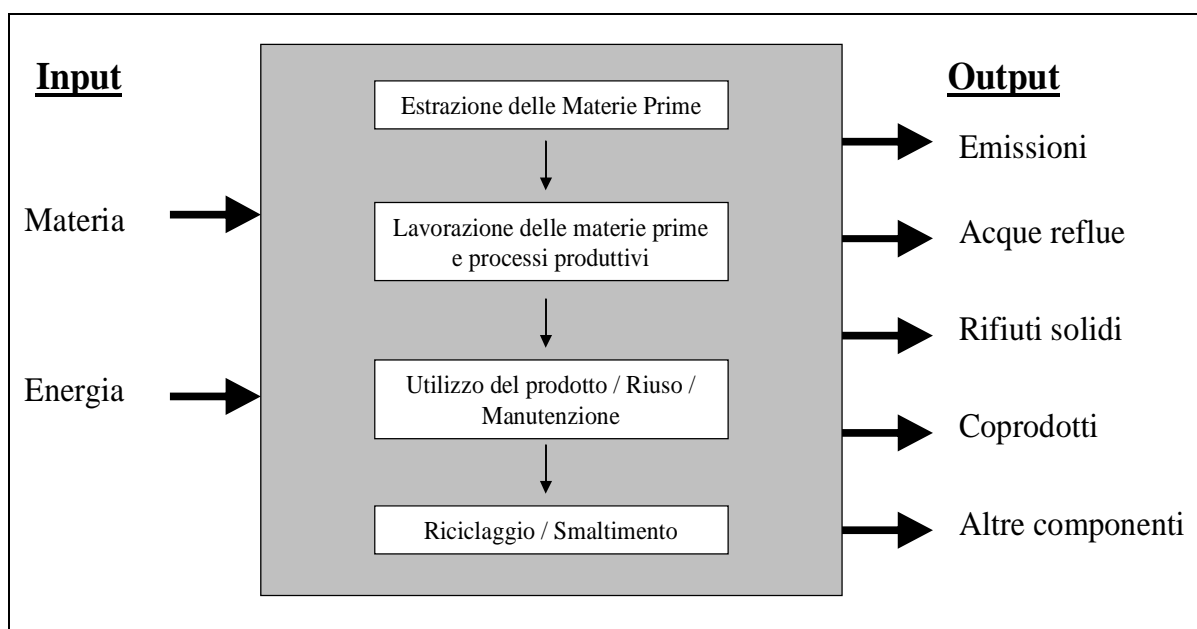 Input
Materia
Energia
Estrazione delle Materie Prime
Lavorazione delle materie prime
e processi produttivi
Utilizzo del prodotto / Riuso /
Manutenzione
Riciclaggio / Smaltimento
Output
Emissioni
Acque reflue
Rifiuti solidi
Coprodotti
Altre componenti